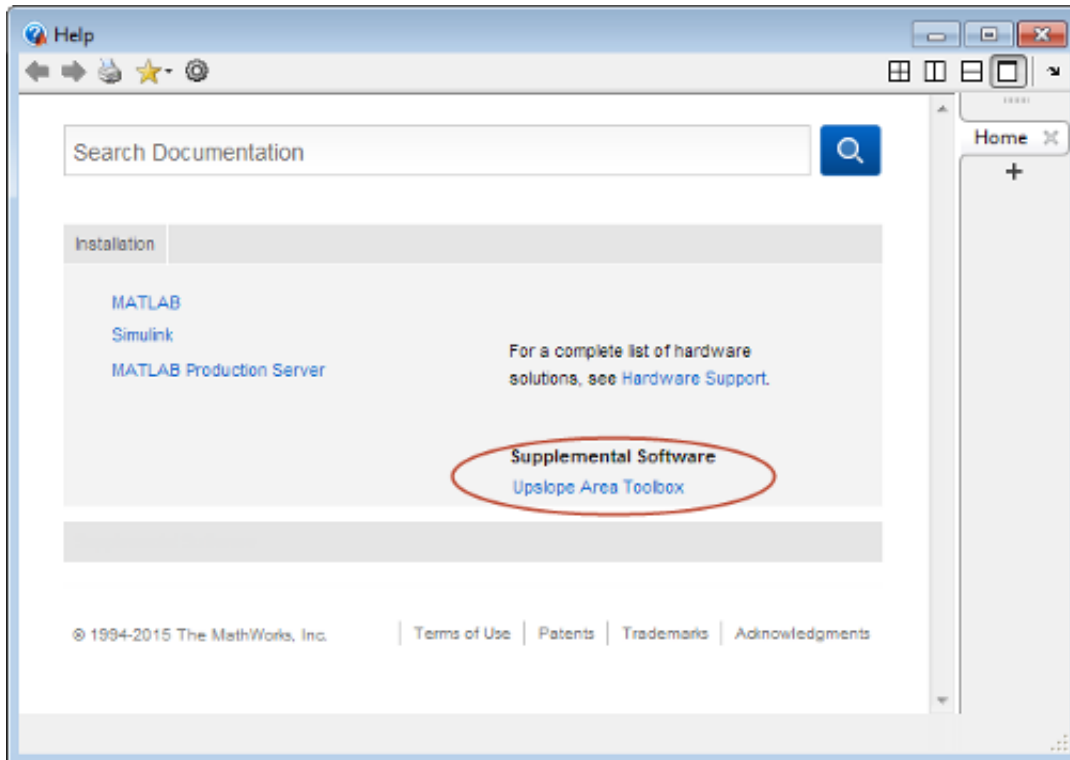 Help
Search Documentation
Home
Installation
MATLAB
Simulink
MATLAB Production Server
For a complete list of hardware
solutions, see Hardware Support.
Supplemental Software
Upslope Area Toolbox
© 1994-2015 The MathWorks, Inc.
Terms of Use
Patents
Trademarks
Acknowledgments